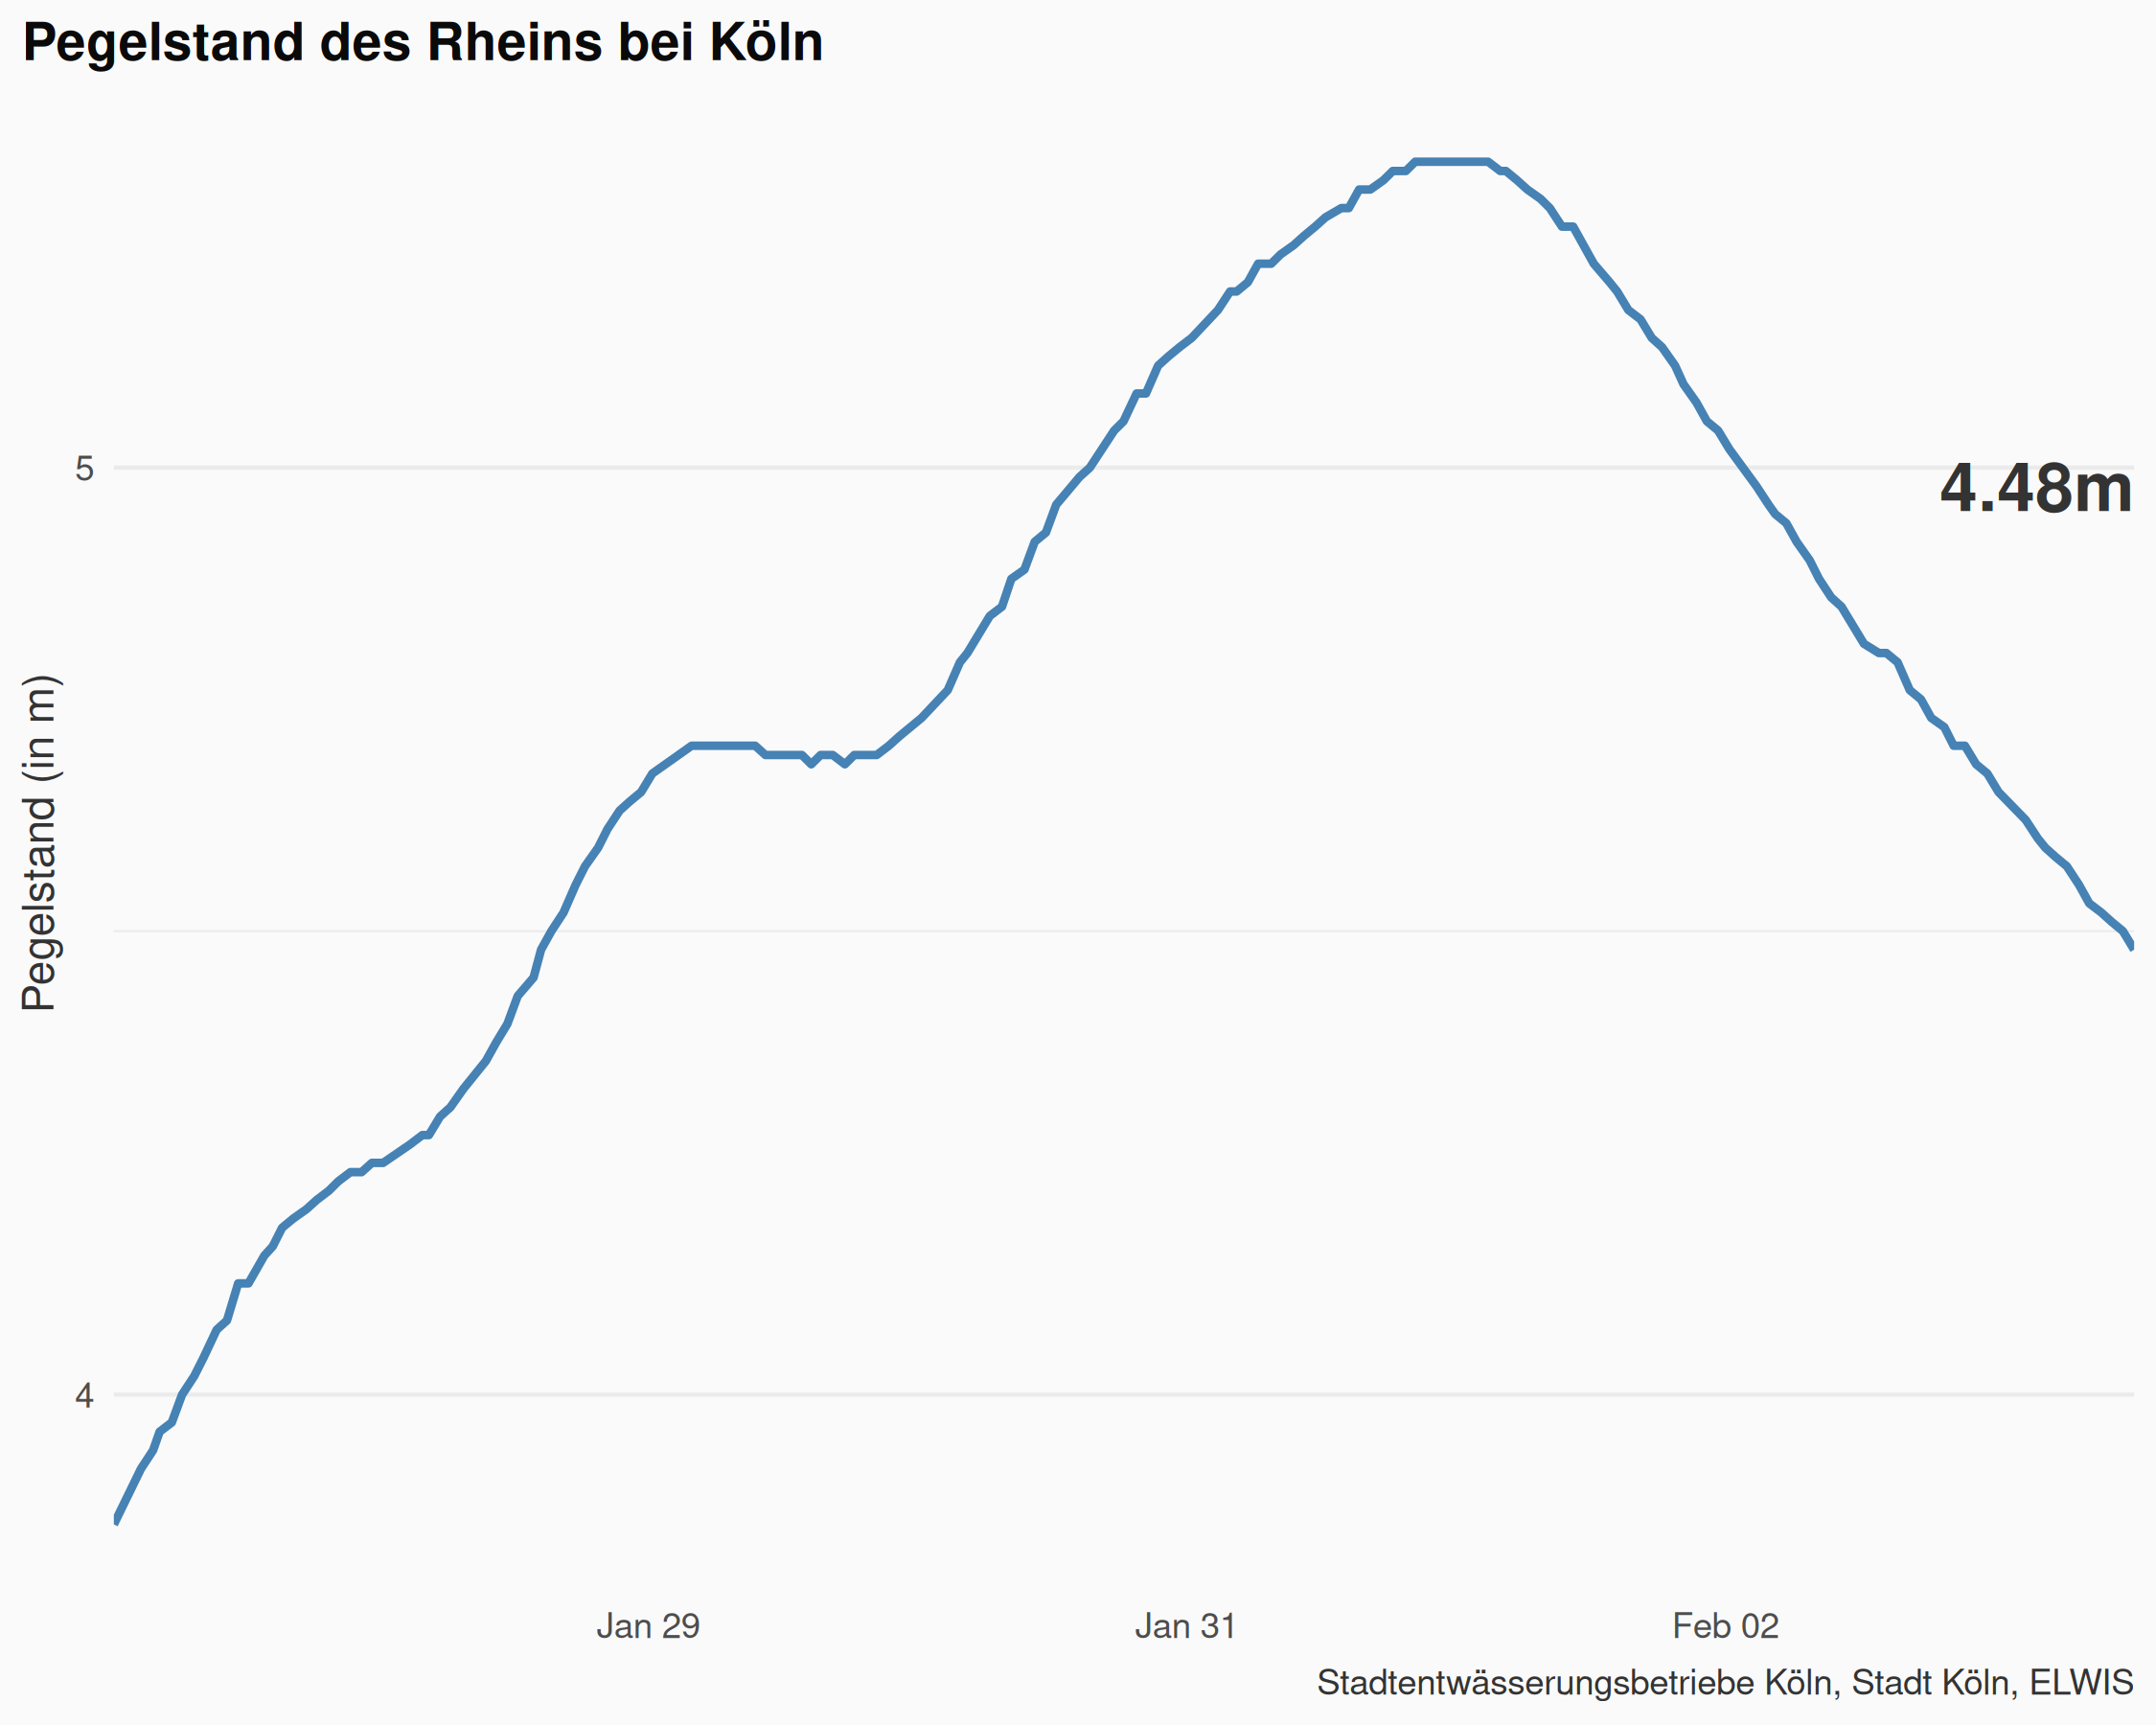 Pegelstand des Rheins bei Köln
Pegelstand (in m)
5
4
4.48m
Jan 29
Jan 31
Feb 02
Stadtentwässerungsbetriebe Köln, Stadt Köln, ELWIS